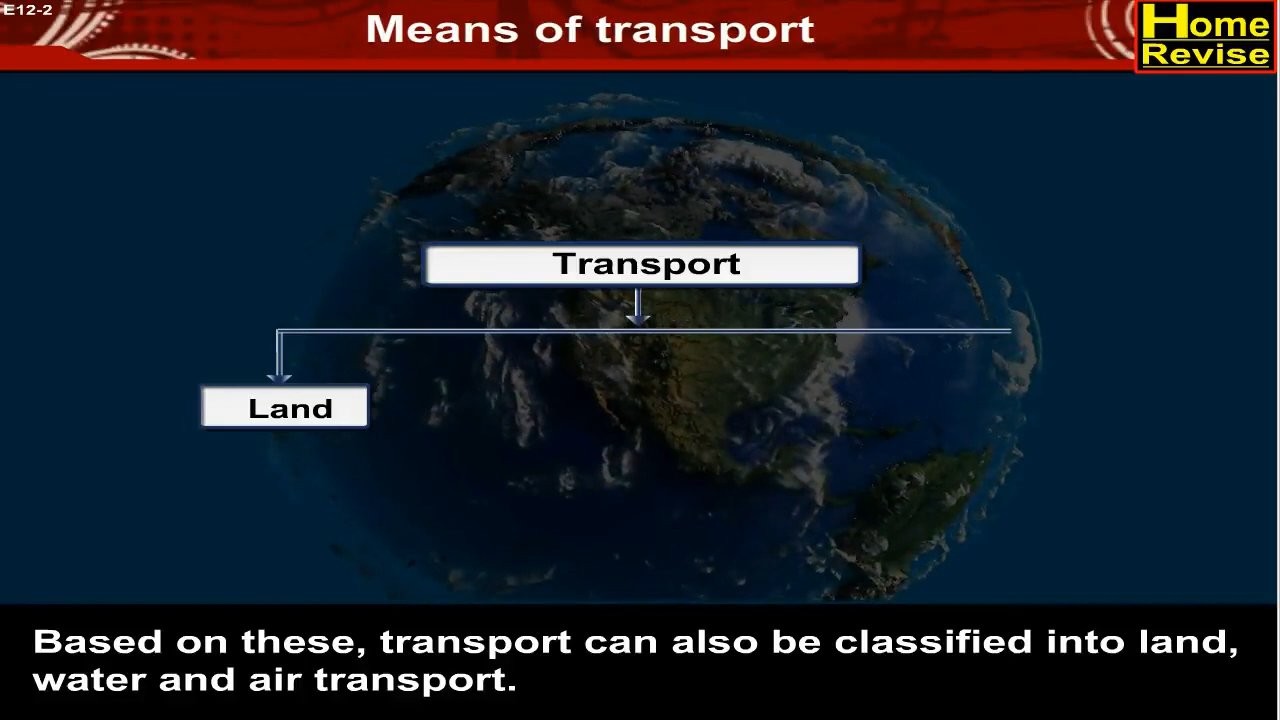 E12-2
Means of transport
Home
Revise
Transport
Land
Based on these, transport can also be classified into land,
water and air transport.